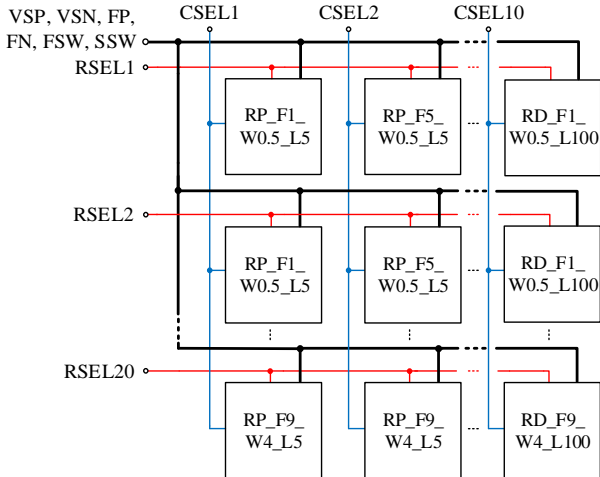 VSP, VSN, FP,
FN, FSW, SSW
CSEL1
CSEL2
CSEL10
RSEL1
RP_F1_
W0.5_L5
RP_F5_
W0.5_L5
RD_F1_
W0.5_L100
RSEL2
RP_F1_
W0.5_L5
RP_F5_
W0.5_L5
RD_F1_
W0.5_L100
RSEL20
RP_F9_
W4_L5
RP_F9_
W4_L5
RD_F9_
W4_L100